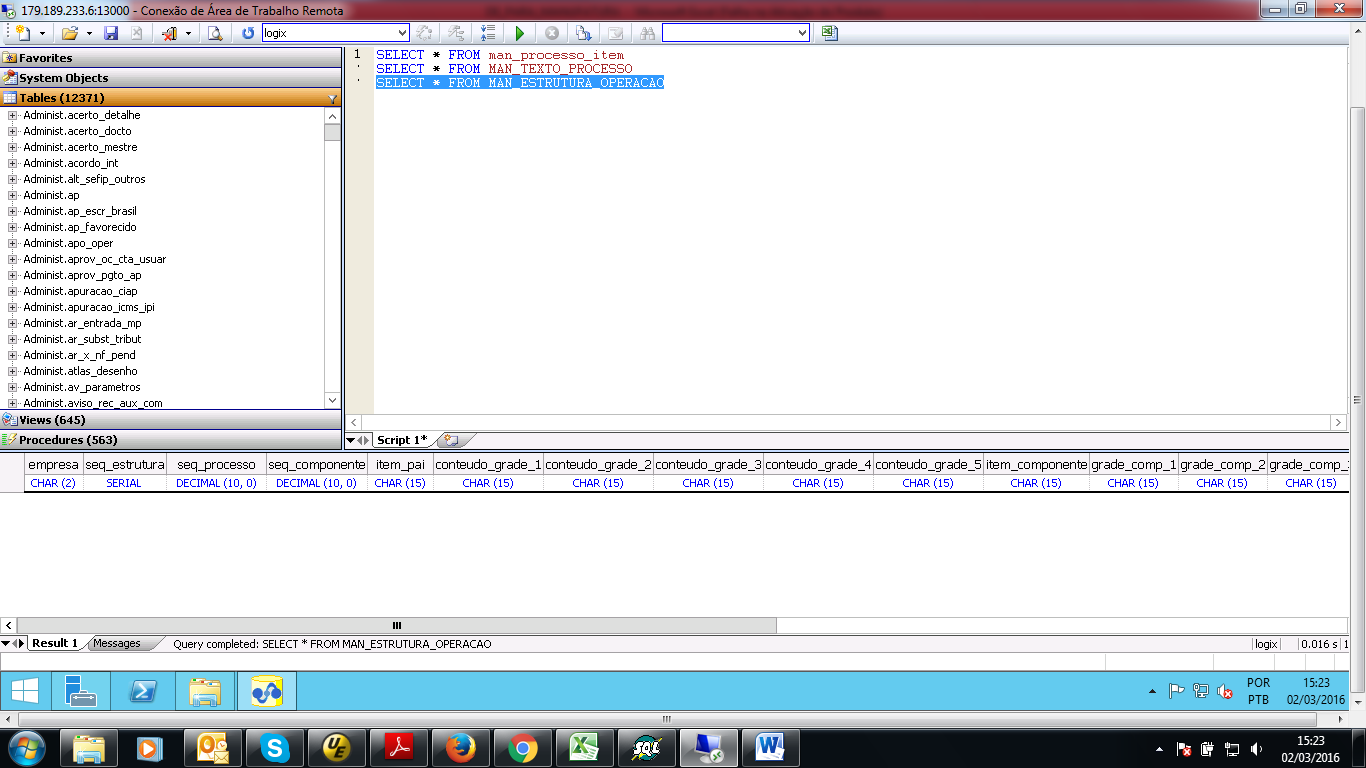 179.189.233.6:13000 - Conexão de Área de Trabalho Remota
logix
Favorites
System Objects
Tables (12371)
Administ.acerto_detalhe
Administ.acerto_docto
Administ.acerto_mestre
Administ.acordo_int
Administ.alt_sefip_outros
Administ.ap
Administ.ap_escr_brasil
Administ.ap_favorecido
Administ.apo_oper
Administ.aprov_oc_cta_usuar
Administ.aprov_pgto_ap
Administ.apuracao_ciap
Administ.apuracao_icms_ipi
Administ.ar_entrada_mp
Administ.ar_subst_tribut
Administ.ar_x_nf_pend
Administ.atlas_desenho
Administ.av_parametros
Administ.aviso_rec_aux_com
Views (645)
Procedures (563)
1 SELECT * FROM man_processo_item
SELECT * FROM MAN_TEXTO_PROCESSO
SELECT * FROM MAN_ESTRUTURA_OPERACAO
Script 1*
empresa seq_estrutura seq_processo seq_componente item_pai conteudo_grade_1 conteudo_grade_2 conteudo_grade_3 conteudo_grade_4 conteudo_grade_5 item_componente grade_comp_1 grade_comp_2 grade_comp_
CHAR (2) SERIAL DECIMAL (10, 0) DECIMAL (10, 0) CHAR (15) CHAR (15) CHAR (15) CHAR (15) CHAR (15) CHAR (15) CHAR (15) CHAR (15) CHAR (15) CHAR (15)
Result 1 Messages Query completed: SELECT * FROM MAN_ESTRUTURA_OPERACAO logix 0.016 s 1
POR 15:23
PTB 02/03/2016
15:23
02/03/2016